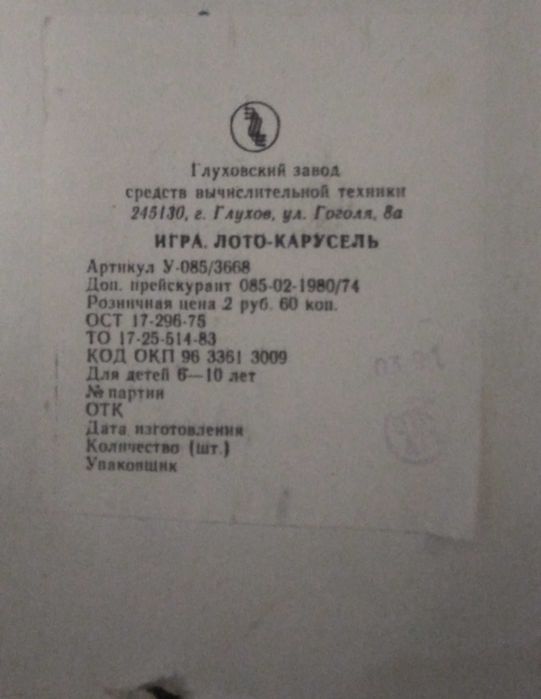 Глуховский завод
средств вычислительной техники
245130, г. Глухов, ул. Гоголя, 8а
ИГРА. ЛОТО-КАРУСЕЛЬ
Артикул У-085/3668
Доп. прейскурант 085-02-1980/74
Розничная цена 2 руб. 60 коп.
ОСТ 17-296-75
ТО 17-25-514-83
КОД ОКП 96 3361 3009
Для детей 6—10 лет
№ партии
ОТК
Дата изготовления
Количество (шт.)
Упаковщик